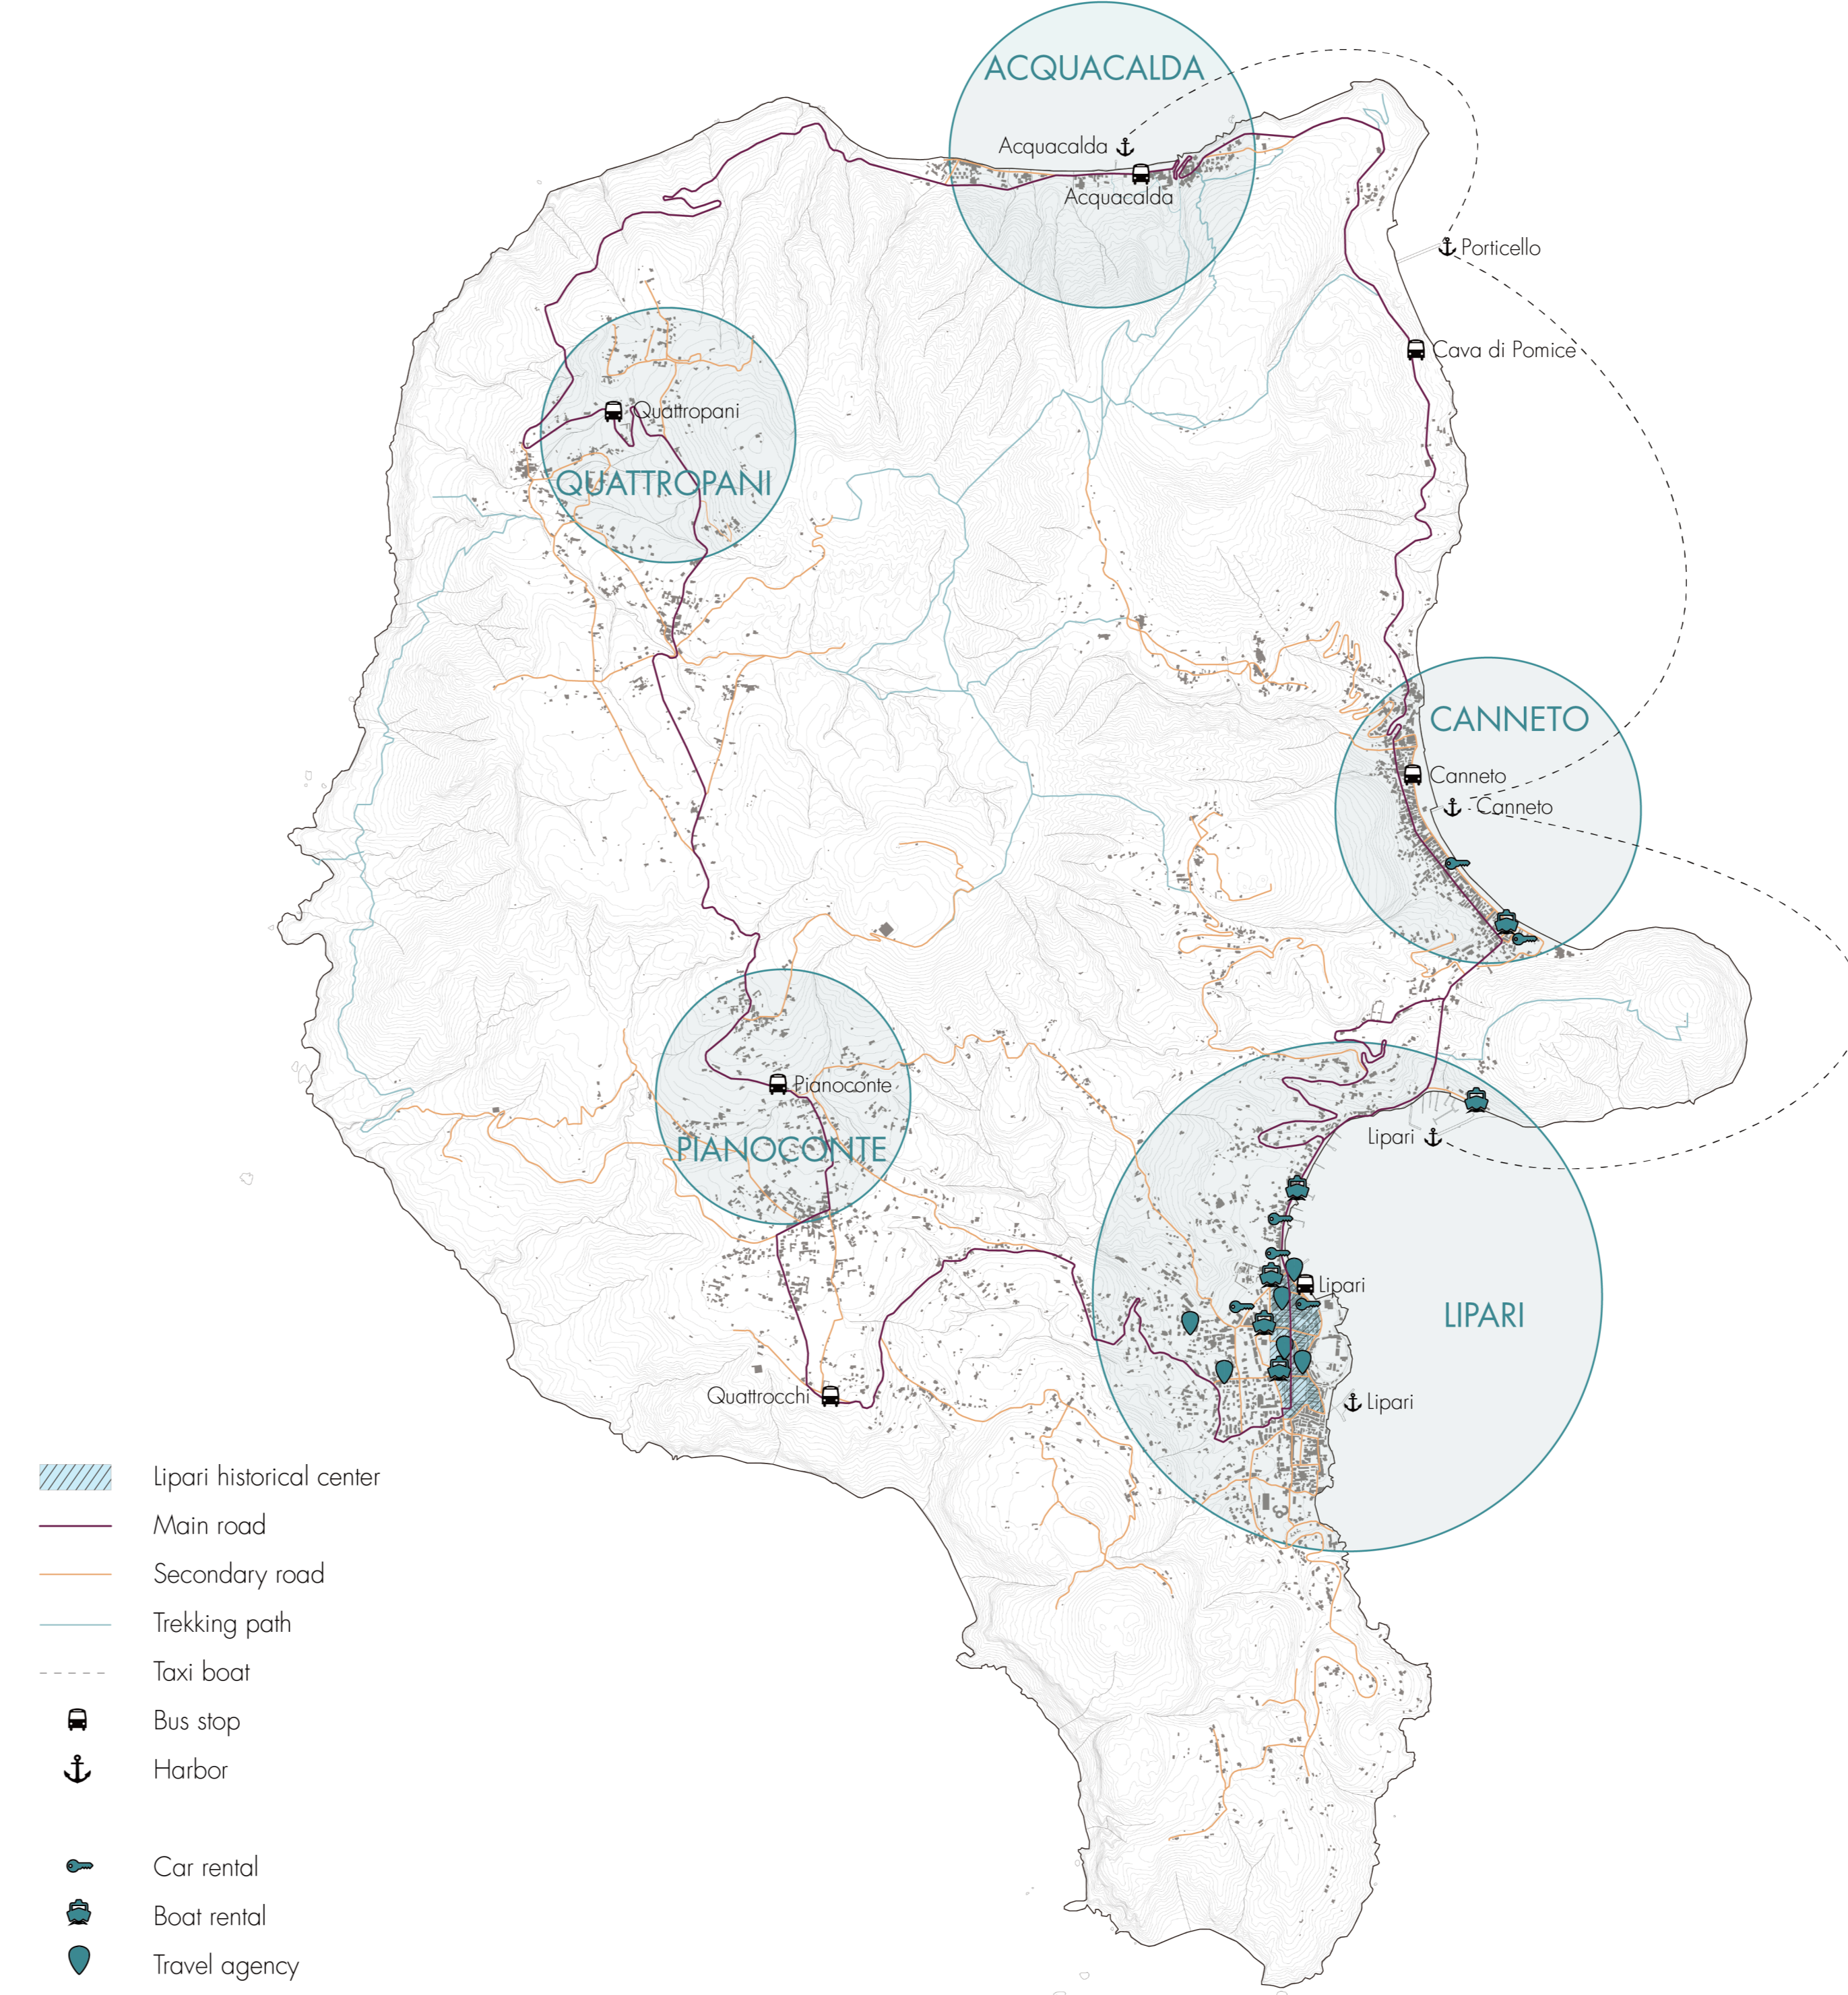 ACQUACALDA
Acquacalda
Acquacalda
Porticello
Cava di Pomice
Quattropani
QUATTROPANI
CANNETO
Canneto
Canneto
Pianoconte
PIANOCONTE
Lipari
Lipari
LIPARI
Quattrocchi
Lipari
Lipari historical center
Main road
Secondary road
Trekking path
Taxi boat
Bus stop
Harbor
Car rental
Boat rental
Travel agency